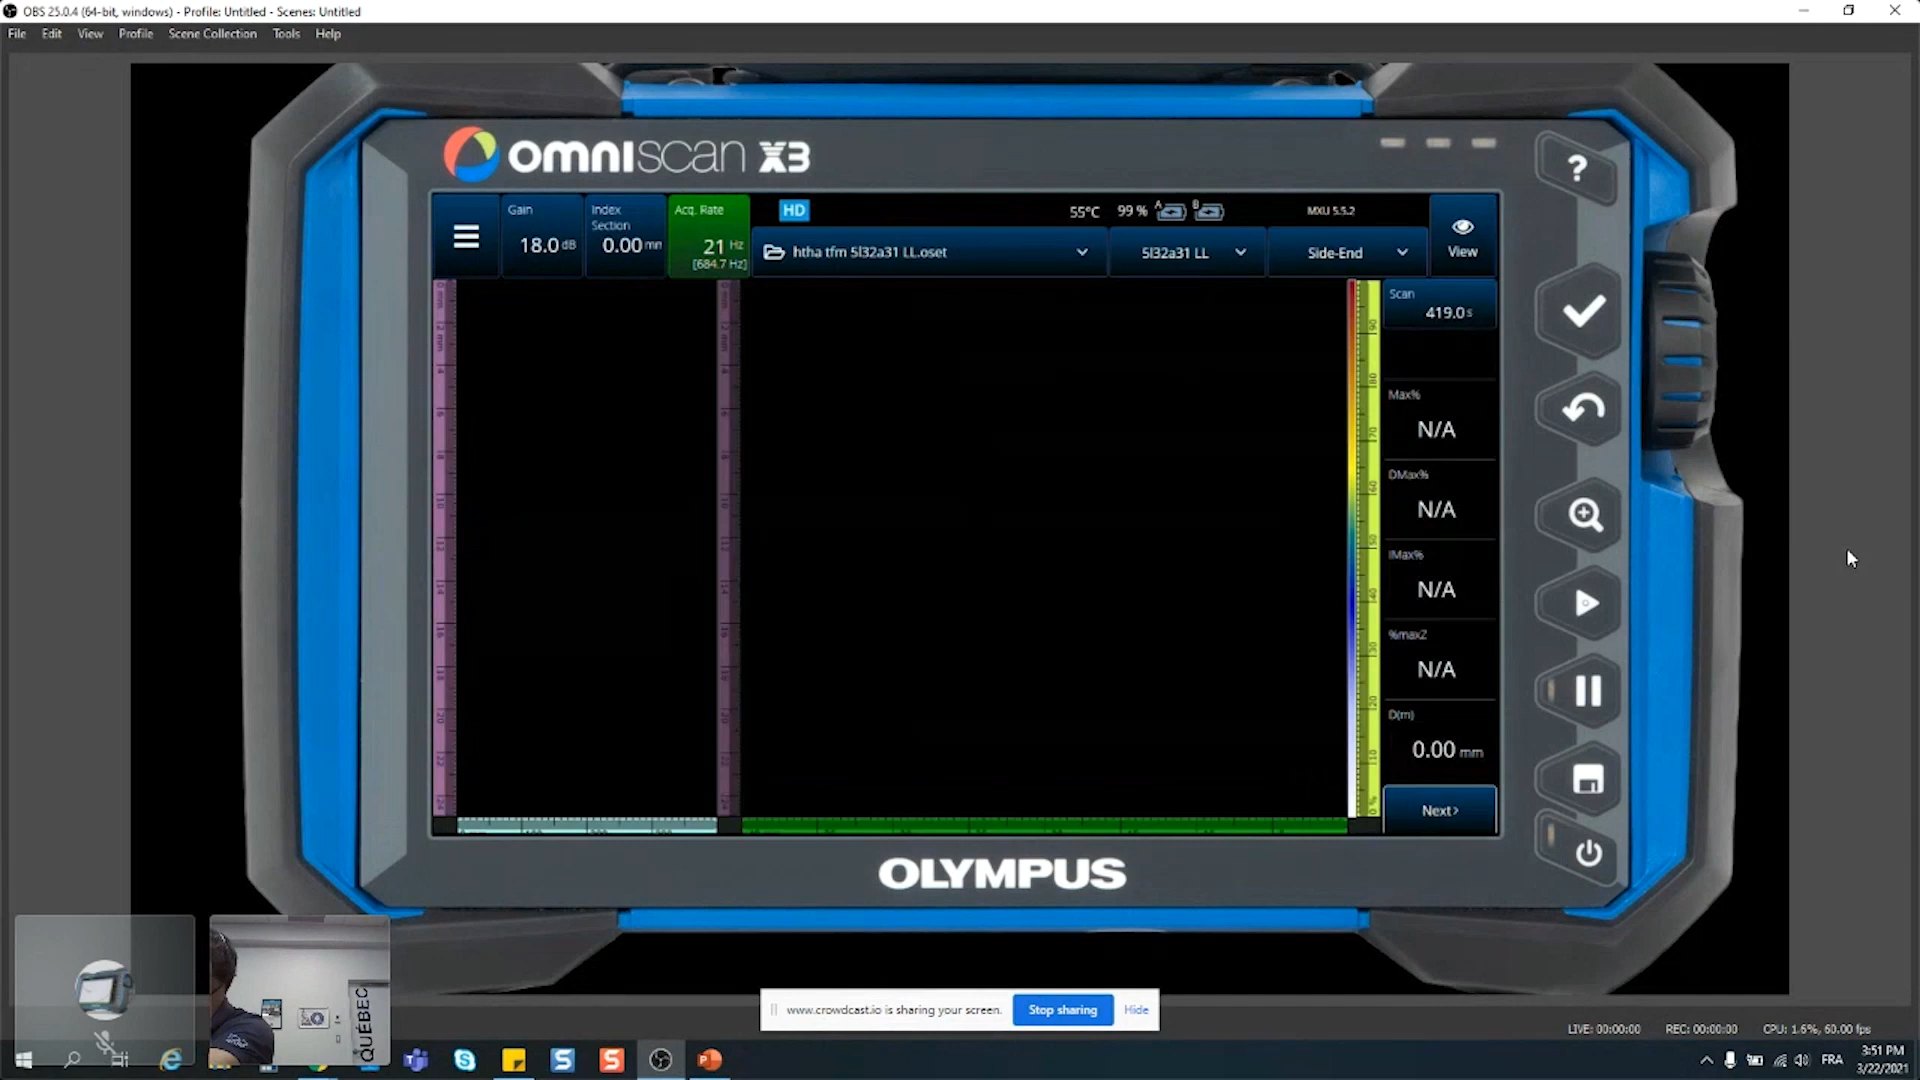 OBS 25.0.4 (64-bit, windows) - Profile: Untitled - Scenes: Untitled
File Edit View Profile Scene Collection Tools Help
OMNISCAN X3
?
Gain
18.0 dB
Index
Section
0.00 mm
Acq. Rate
21 Hz
[684.7 Hz]
HD
55°C 99 % A B
MXU 5.5.2
htha tfm 5l32a31 LL.oset
5l32a31 LL
Side-End
View
Scan
419.0 s
Max%
N/A
DMax%
N/A
IMax%
N/A
%maxZ
N/A
D(m)
0.00 mm
Next>
OLYMPUS
QUÉBEC
www.crowdcast.io is sharing your screen.
Stop sharing
Hide
LIVE: 00:00:00 REC: 00:00:00 CPU: 1.6%, 60.00 fps
FRA
3:51 PM
3/22/2021